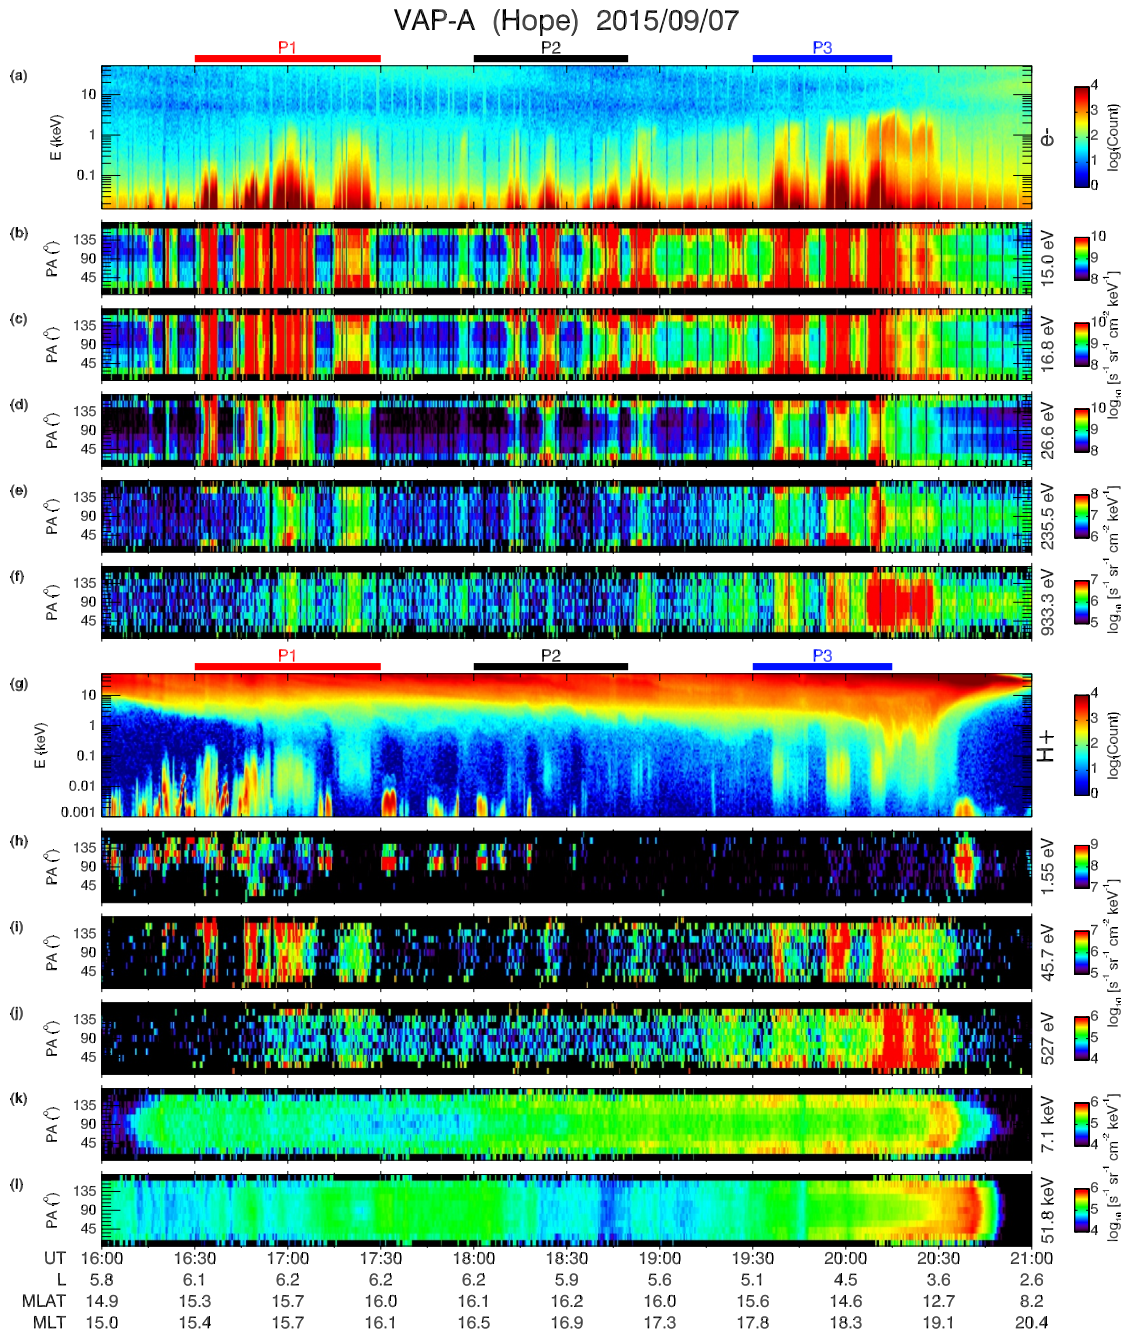 VAP-A (Hope) 2015/09/07
P1 P2 P3
(a) 10 1 0.1 E (keV) e- 4 3 2 1 0 log(Count)
(b) 135 90 45 PA (°) 15.0 eV 10 9 8
(c) 135 90 45 PA (°) 16.8 eV 10 9 8
(d) 135 90 45 PA (°) 26.6 eV 10 9 8
log₁₀ [s⁻¹ sr⁻¹ cm⁻² keV⁻¹]
(e) 135 90 45 PA (°) 235.5 eV 8 7 6
(f) 135 90 45 PA (°) 933.3 eV 7 6 5
log₁₀ [s⁻¹ sr⁻¹ cm⁻² keV⁻¹]
P1 P2 P3
(g) 10 1 0.1 0.01 0.001 E (keV) H+ 4 3 2 1 0 log(Count)
(h) 135 90 45 PA (°) 1.55 eV 9 8 7
(i) 135 90 45 PA (°) 45.7 eV 7 6 5
(j) 135 90 45 PA (°) 527 eV 6 5 4
log₁₀ [s⁻¹ sr⁻¹ cm⁻² keV⁻¹]
(k) 135 90 45 PA (°) 7.1 keV 6 5 4
(l) 135 90 45 PA (°) 51.8 keV 6 5 4
log₁₀ [s⁻¹ sr⁻¹ cm⁻² keV⁻¹]
UT 16:00 16:30 17:00 17:30 18:00 18:30 19:00 19:30 20:00 20:30 21:00
L 5.8 6.1 6.2 6.2 6.2 5.9 5.6 5.1 4.5 3.6 2.6
MLAT 14.9 15.3 15.7 16.0 16.1 16.2 16.0 15.6 14.6 12.7 8.2
MLT 15.0 15.4 15.7 16.1 16.5 16.9 17.3 17.8 18.3 19.1 20.4